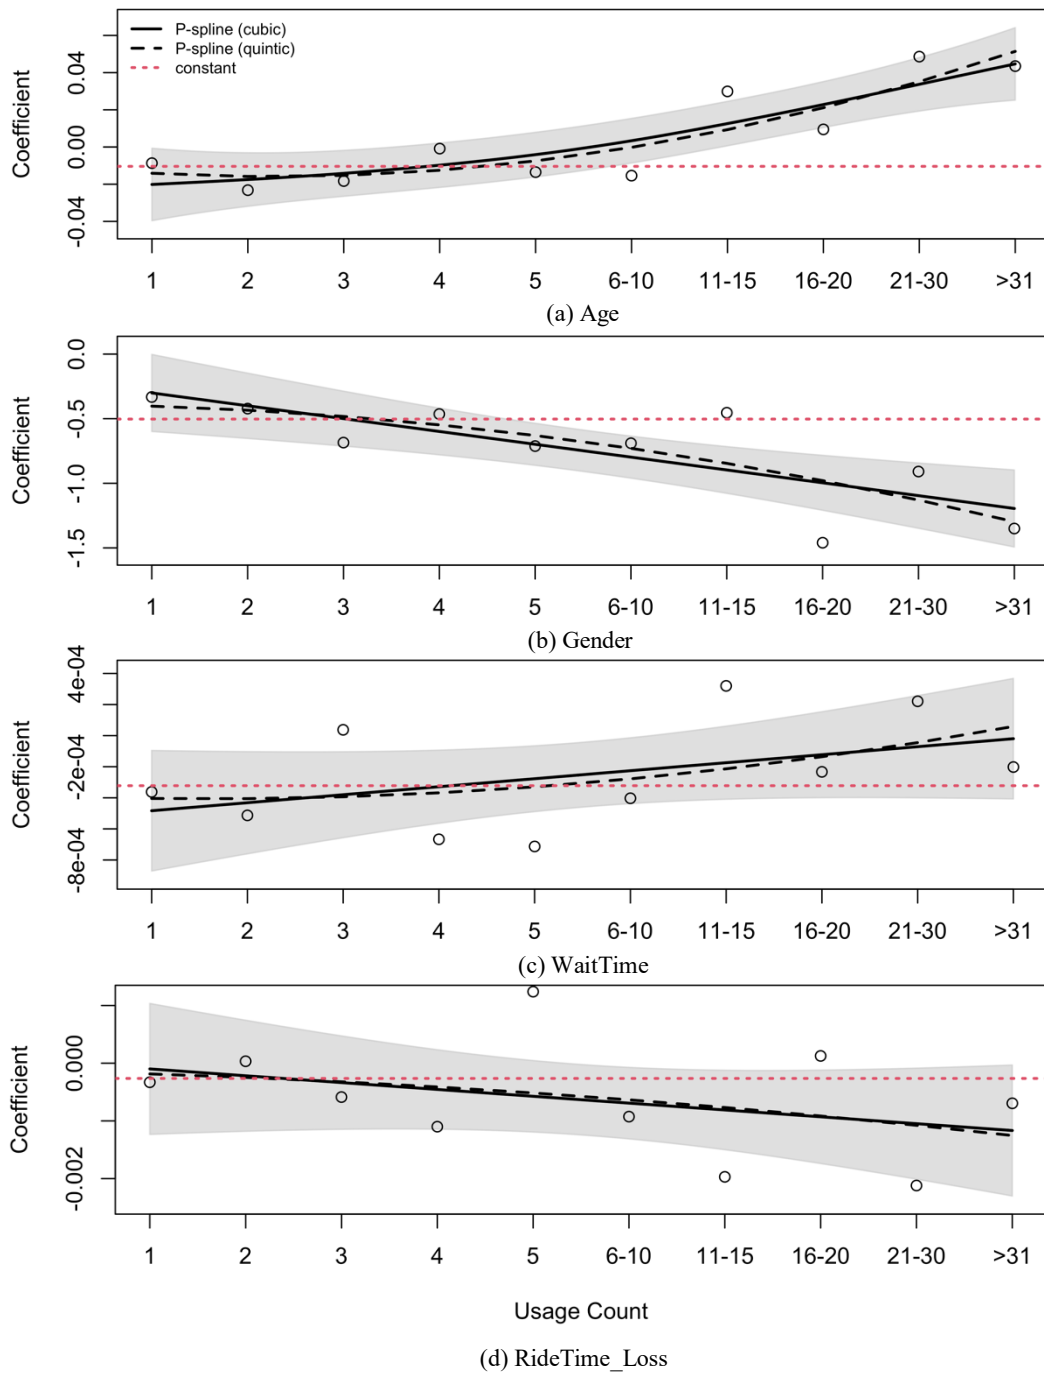 P-spline (cubic)
P-spline (quintic)
constant
Coefficient
0.04
0.00
-0.04
1 2 3 4 5 6-10 11-15 16-20 21-30 >31
(a) Age
Coefficient
0.0
-0.5
-1.0
-1.5
1 2 3 4 5 6-10 11-15 16-20 21-30 >31
(b) Gender
Coefficient
4e-04
-2e-04
-8e-04
1 2 3 4 5 6-10 11-15 16-20 21-30 >31
(c) WaitTime
Coefficient
0.000
-0.002
1 2 3 4 5 6-10 11-15 16-20 21-30 >31
Usage Count
(d) RideTime_Loss